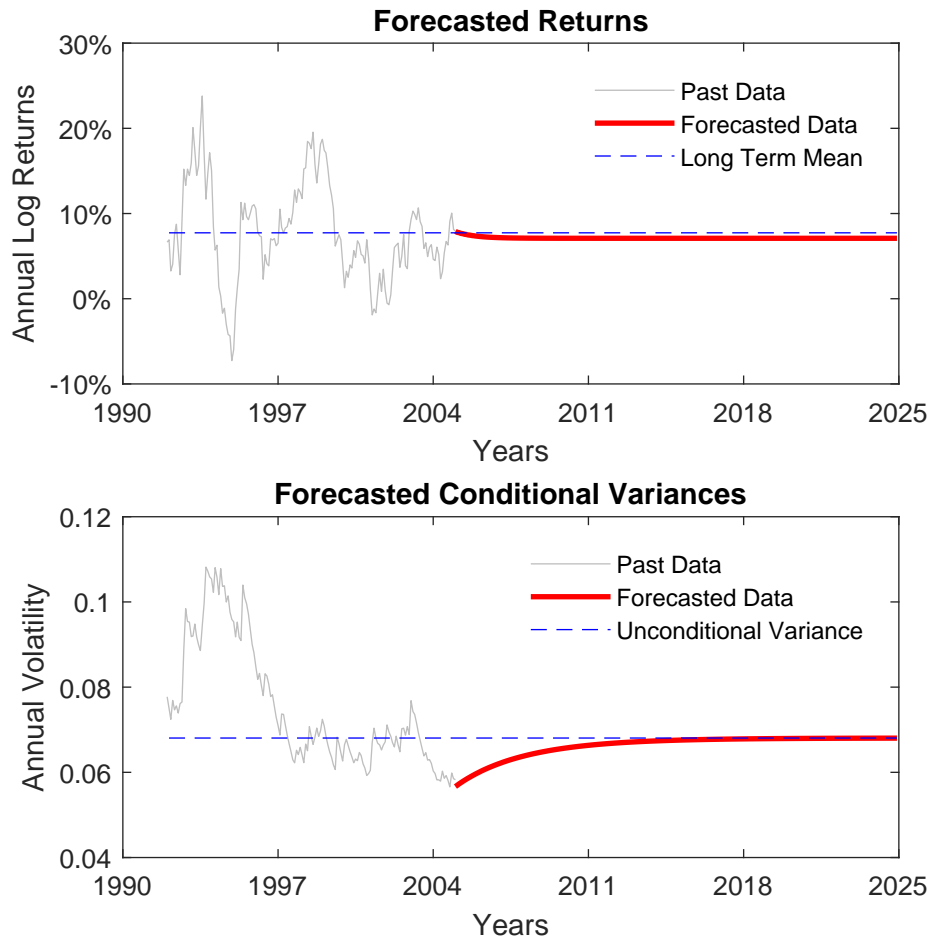 Forecasted Returns
30%
20%
10%
0%
-10%
Annual Log Returns
Past Data
Forecasted Data
Long Term Mean
1990 1997 2004 2011 2018 2025
Years
Forecasted Conditional Variances
0.12
0.1
0.08
0.06
0.04
Annual Volatility
Past Data
Forecasted Data
Unconditional Variance
1990 1997 2004 2011 2018 2025
Years